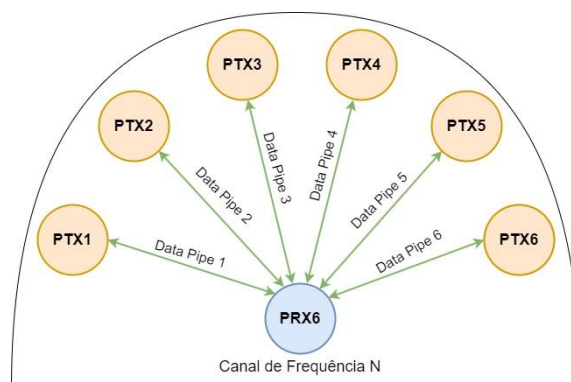 PTX3
PTX4
PTX2
PTX5
Data Pipe 3
Data Pipe 4
Data Pipe 2
Data Pipe 5
PTX1
PTX6
Data Pipe 1
Data Pipe 6
PRX6
Canal de Frequência N